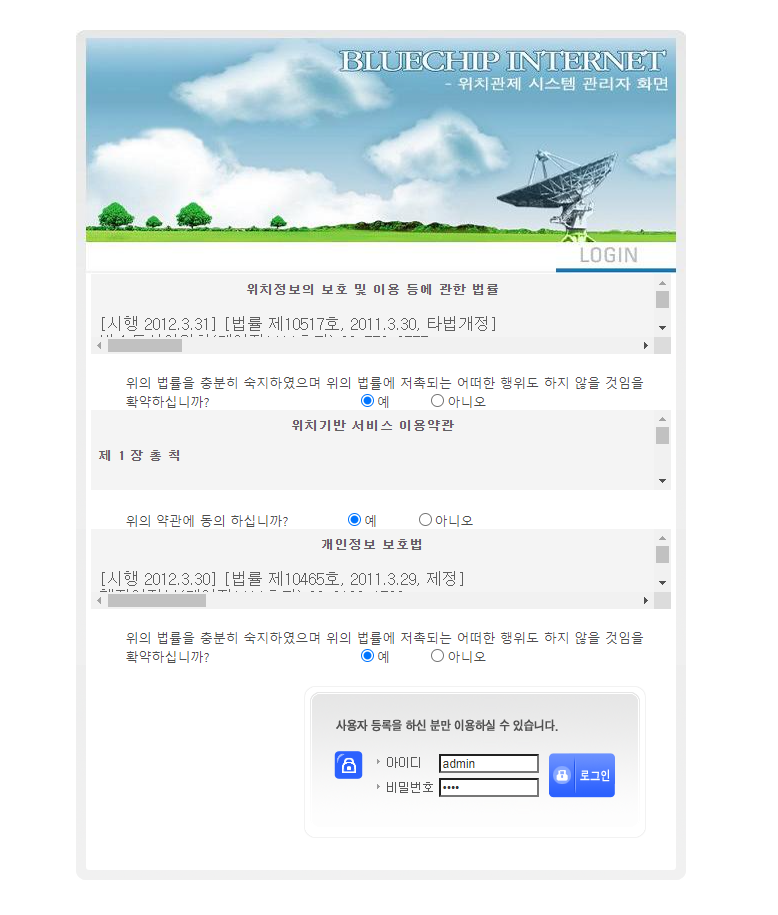 BLUECHIP INTERNET
- 위치관제 시스템 관리자 화면
LOGIN
위치정보의 보호 및 이용 등에 관한 법률
[시행 2012.3.31] [법률 제10517호, 2011.3.30, 타법개정]
위의 법률을 충분히 숙지하였으며 위의 법률에 저촉되는 어떠한 행위도 하지 않을 것임을
확약하십니까? 예 아니오
위치기반 서비스 이용약관
제 1 장 총 칙
위의 약관에 동의 하십니까? 예 아니오
개인정보 보호법
[시행 2012.3.30] [법률 제10465호, 2011.3.29, 제정]
위의 법률을 충분히 숙지하였으며 위의 법률에 저촉되는 어떠한 행위도 하지 않을 것임을
확약하십니까? 예 아니오
사용자 등록을 하신 분만 이용하실 수 있습니다.
아이디 admin
비밀번호 ••••
로그인